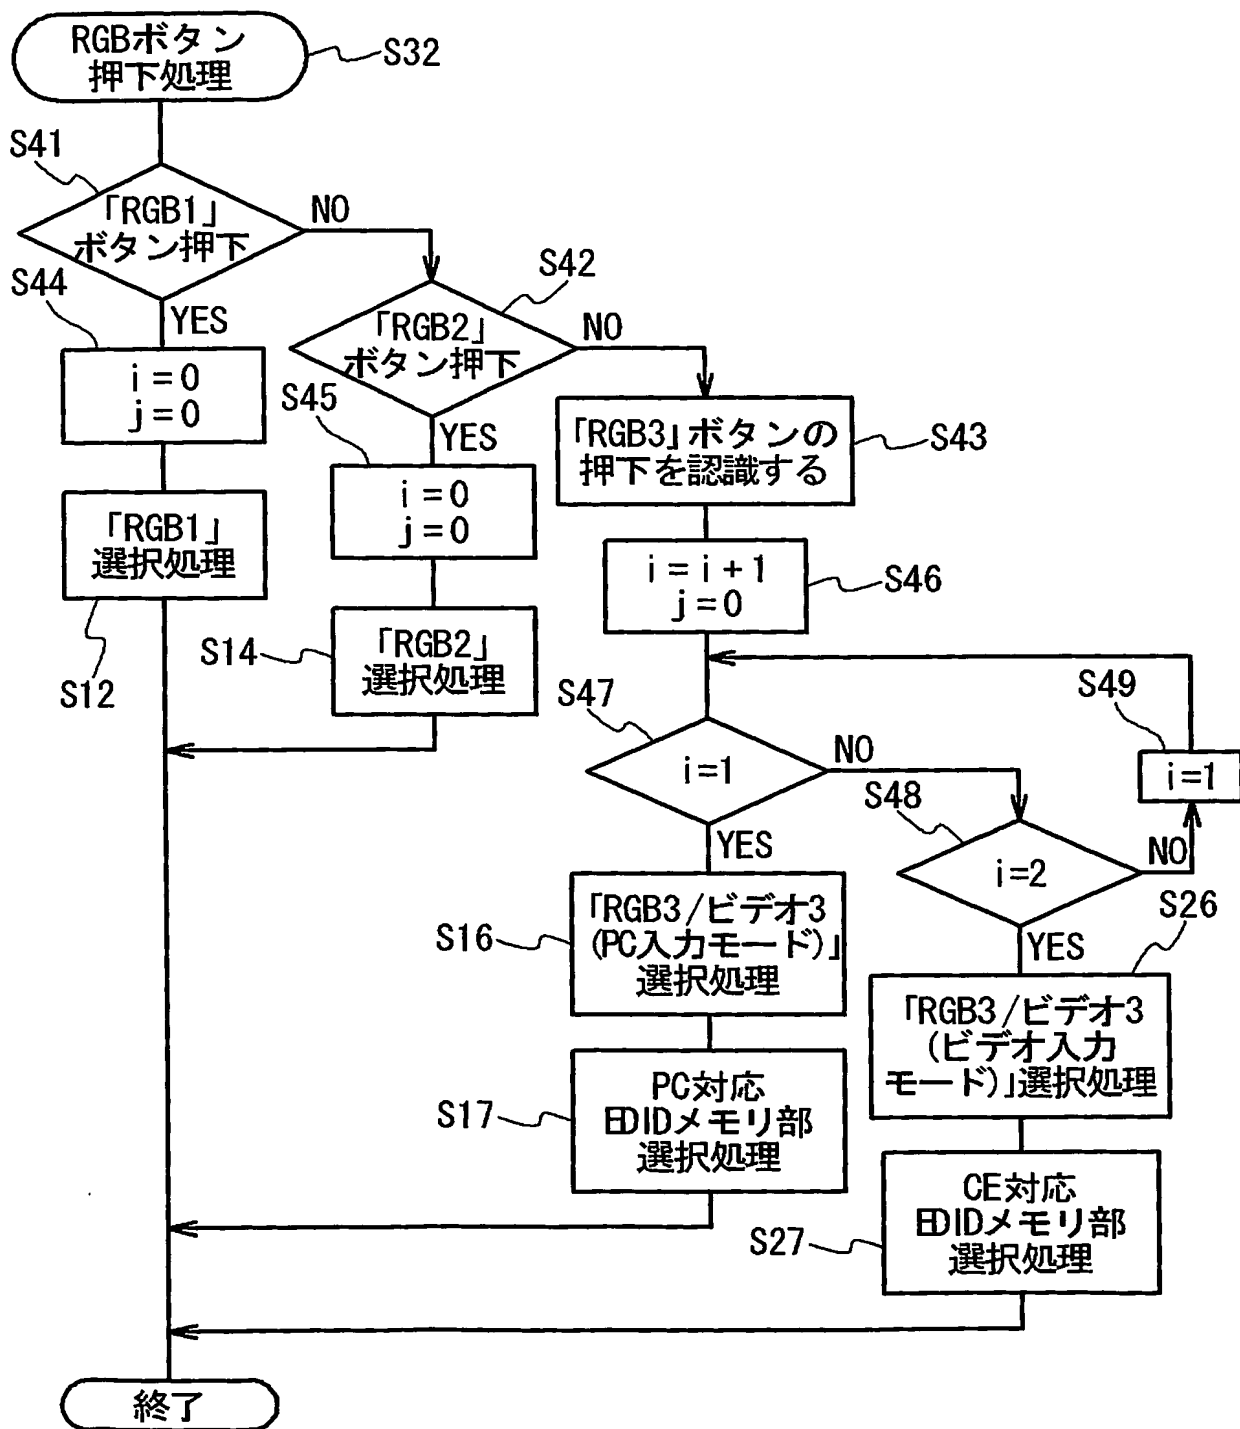 RGBボタン
押下処理
S32
S41
「RGB1」
ボタン押下
NO
S44
YES
i=0
j=0
「RGB1」
選択処理
S12
S42
「RGB2」
ボタン押下
NO
S45
YES
i=0
j=0
S14
「RGB2」
選択処理
「RGB3」ボタンの
押下を認識する
S43
i=i+1
j=0
S46
S47
i=1
NO
YES
S49
i=1
S48
i=2
NO
YES
S16
「RGB3/ビデオ3
(PC入力モード)」
選択処理
S26
「RGB3/ビデオ3
(ビデオ入力
モード)」選択処理
S17
PC対応
EDIDメモリ部
選択処理
S27
CE対応
EDIDメモリ部
選択処理
終了